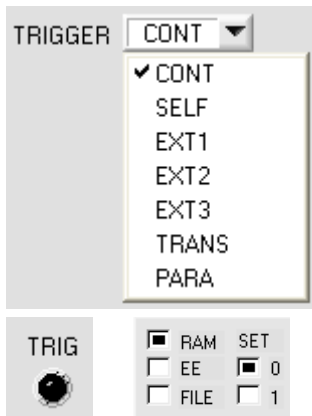 TRIGGER CONT
CONT
SELF
EXT1
EXT2
EXT3
TRANS
PARA
TRIG
RAM SET
EE 0
FILE 1